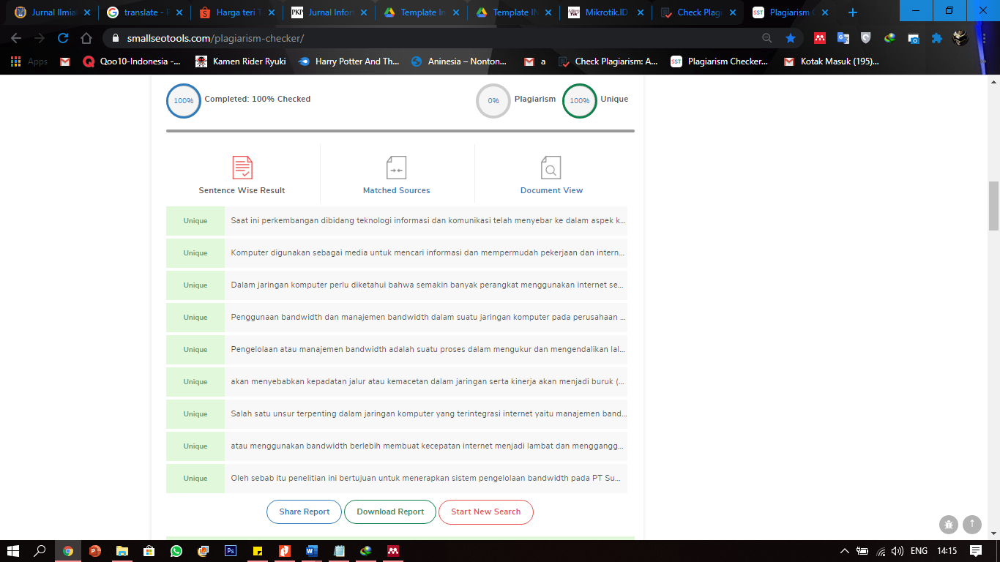 Jurnal Ilmia
translate - P
Harga teri T
Jurnal Infor
Template In
Template IN
Mikrotik.ID
Check Plag
Plagiarism C
smallseotools.com/plagiarism-checker/
Apps
Qoo10-Indonesia -...
Kamen Rider Ryuki
Harry Potter And Th...
Aninesia – Nonton...
a
Check Plagiarism: A...
Plagiarism Checker...
Kotak Masuk (195)...
100% Completed: 100% Checked
0% Plagiarism
100% Unique
Sentence Wise Result
Matched Sources
Document View
Unique Saat ini perkembangan dibidang teknologi informasi dan komunikasi telah menyebar ke dalam aspek k...
Unique Komputer digunakan sebagai media untuk mencari informasi dan mempermudah pekerjaan dan intern...
Unique Dalam jaringan komputer perlu diketahui bahwa semakin banyak perangkat menggunakan internet se...
Unique Penggunaan bandwidth dan manajemen bandwidth dalam suatu jaringan komputer pada perusahaan ...
Unique Pengelolaan atau manajemen bandwidth adalah suatu proses dalam mengukur dan mengendalikan lal...
Unique akan menyebabkan kepadatan jalur atau kemacetan dalam jaringan serta kinerja akan menjadi buruk (...
Unique Salah satu unsur terpenting dalam jaringan komputer yang terintegrasi internet yaitu manajemen band...
Unique atau menggunakan bandwidth berlebih membuat kecepatan internet menjadi lambat dan menggangg...
Unique Oleh sebab itu penelitian ini bertujuan untuk menerapkan sistem pengelolaan bandwidth pada PT Su...
Share Report
Download Report
Start New Search
ENG
14:15